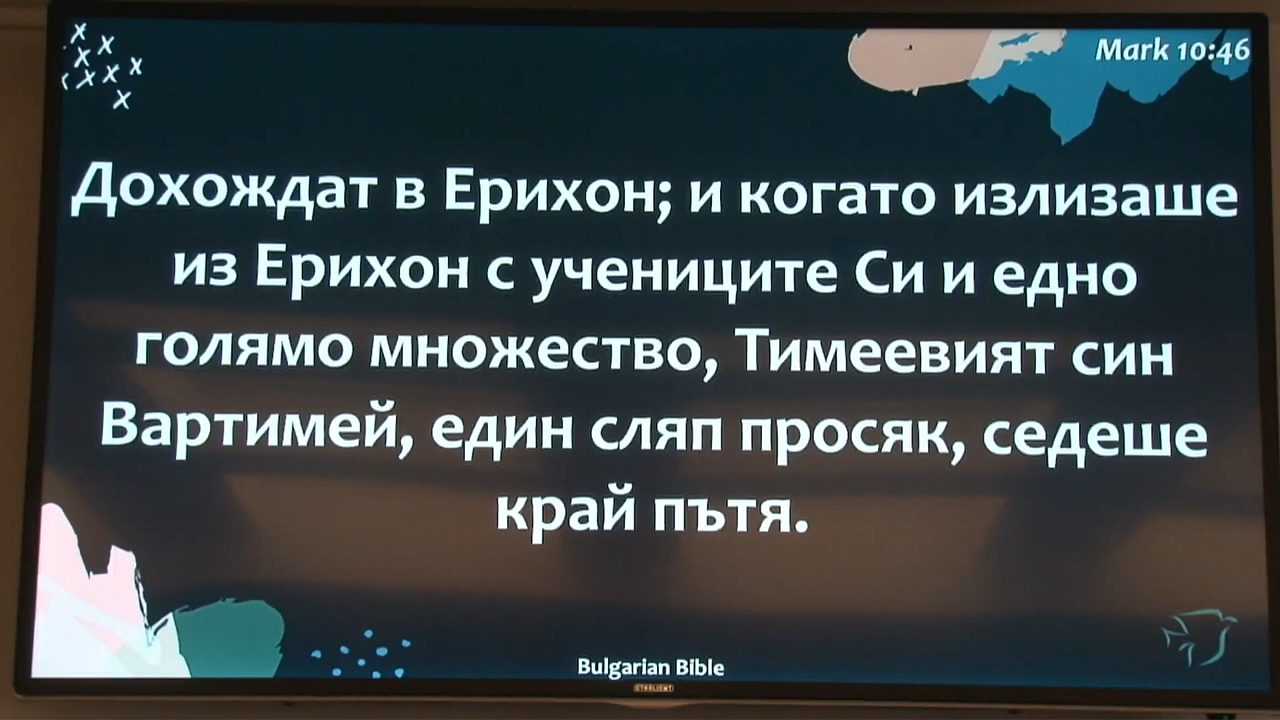 Mark 10:46
Дохождат в Ерихон; и когато излизаше
из Ерихон с учениците Си и едно
голямо множество, Тимеевият син
Вартимей, един сляп просяк, седеше
край пътя.
Bulgarian Bible
STARLIGHT